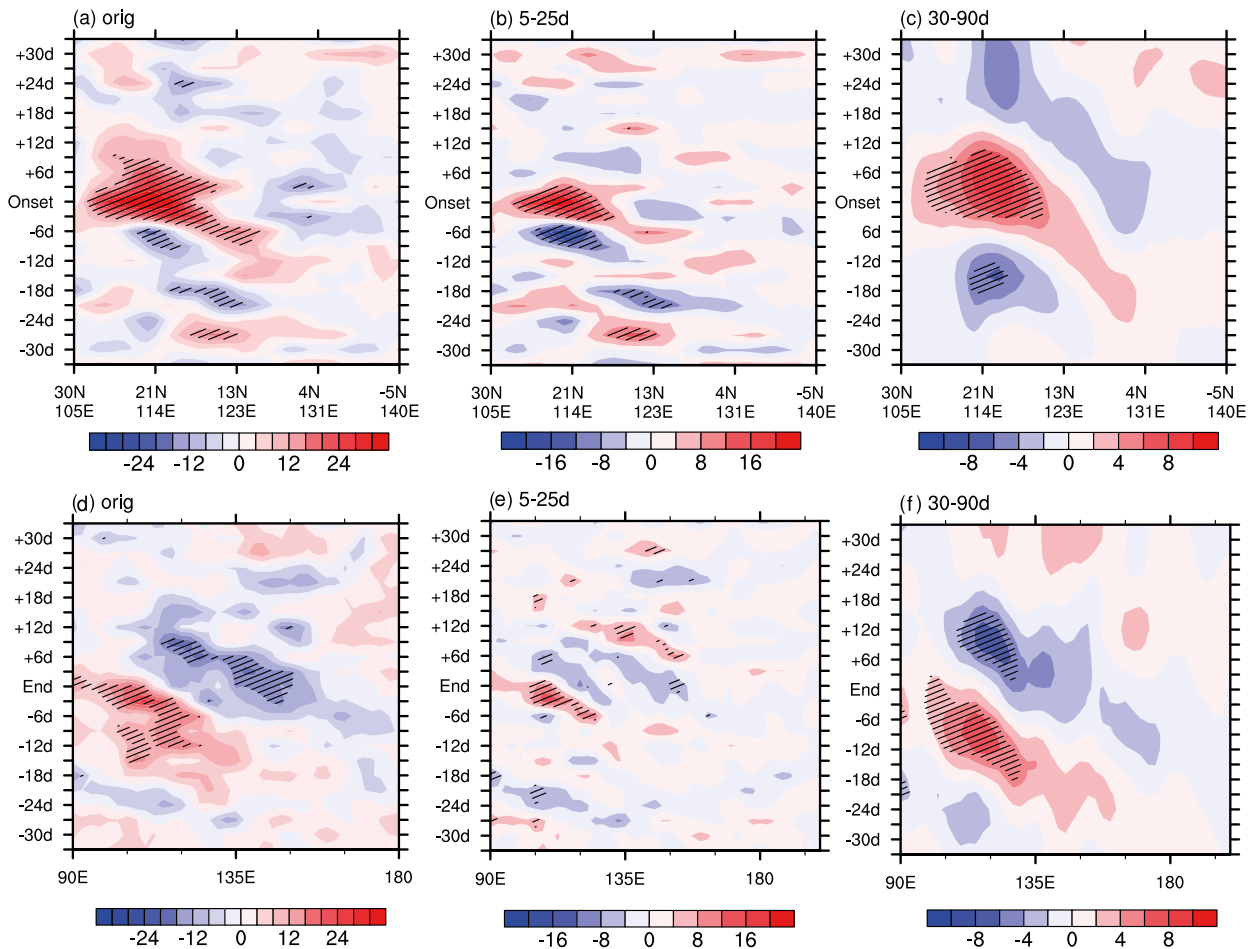 (a) orig
+30d
+24d
+18d
+12d
+6d
Onset
-6d
-12d
-18d
-24d
-30d
30N 21N 13N 4N -5N
105E 114E 123E 131E 140E
-24 -12 0 12 24
(b) 5-25d
+30d
+24d
+18d
+12d
+6d
Onset
-6d
-12d
-18d
-24d
-30d
30N 21N 13N 4N -5N
105E 114E 123E 131E 140E
-16 -8 0 8 16
(c) 30-90d
+30d
+24d
+18d
+12d
+6d
Onset
-6d
-12d
-18d
-24d
-30d
30N 21N 13N 4N -5N
105E 114E 123E 131E 140E
-8 -4 0 4 8
(d) orig
+30d
+24d
+18d
+12d
+6d
End
-6d
-12d
-18d
-24d
-30d
90E 135E 180
-24 -12 0 12 24
(e) 5-25d
+30d
+24d
+18d
+12d
+6d
End
-6d
-12d
-18d
-24d
-30d
90E 135E 180
-16 -8 0 8 16
(f) 30-90d
+30d
+24d
+18d
+12d
+6d
End
-6d
-12d
-18d
-24d
-30d
90E 135E 180
-8 -4 0 4 8